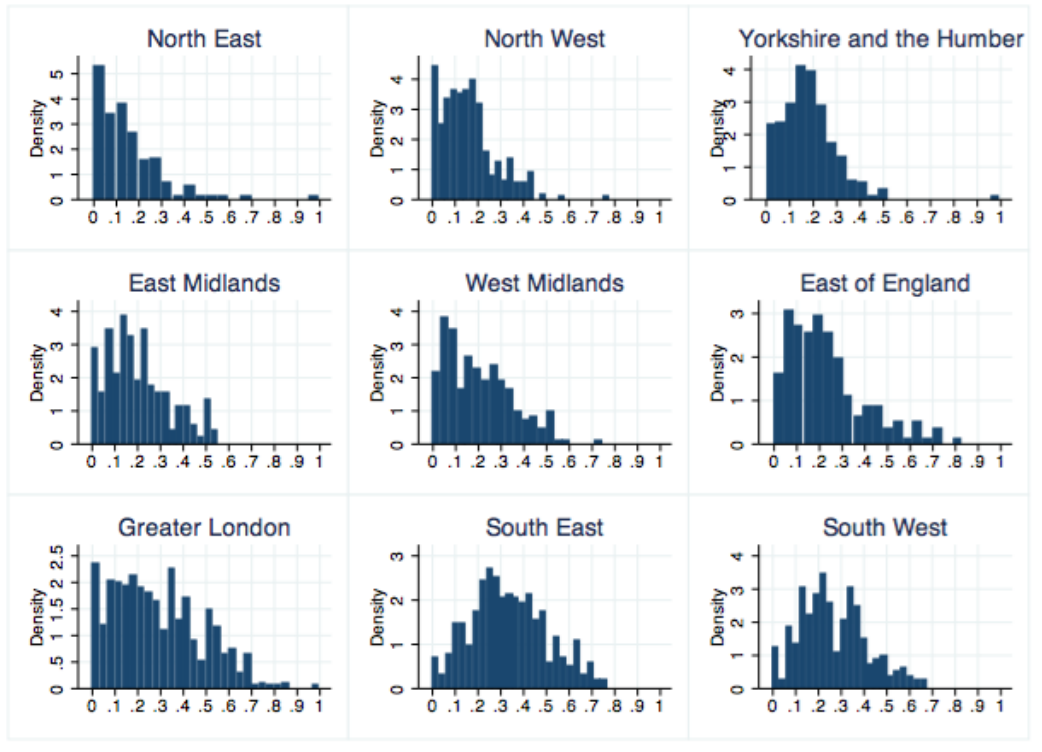 North East
Density
0 1 2 3 4 5
0 .1 .2 .3 .4 .5 .6 .7 .8 .9 1
North West
Density
0 1 2 3 4
0 .1 .2 .3 .4 .5 .6 .7 .8 .9 1
Yorkshire and the Humber
Density
0 1 2 3 4
0 .1 .2 .3 .4 .5 .6 .7 .8 .9 1
East Midlands
Density
0 1 2 3 4
0 .1 .2 .3 .4 .5 .6 .7 .8 .9 1
West Midlands
Density
0 1 2 3 4
0 .1 .2 .3 .4 .5 .6 .7 .8 .9 1
East of England
Density
0 1 2 3
0 .1 .2 .3 .4 .5 .6 .7 .8 .9 1
Greater London
Density
0 .5 1 1.5 2 2.5
0 .1 .2 .3 .4 .5 .6 .7 .8 .9 1
South East
Density
0 1 2 3
0 .1 .2 .3 .4 .5 .6 .7 .8 .9 1
South West
Density
0 1 2 3 4
0 .1 .2 .3 .4 .5 .6 .7 .8 .9 1